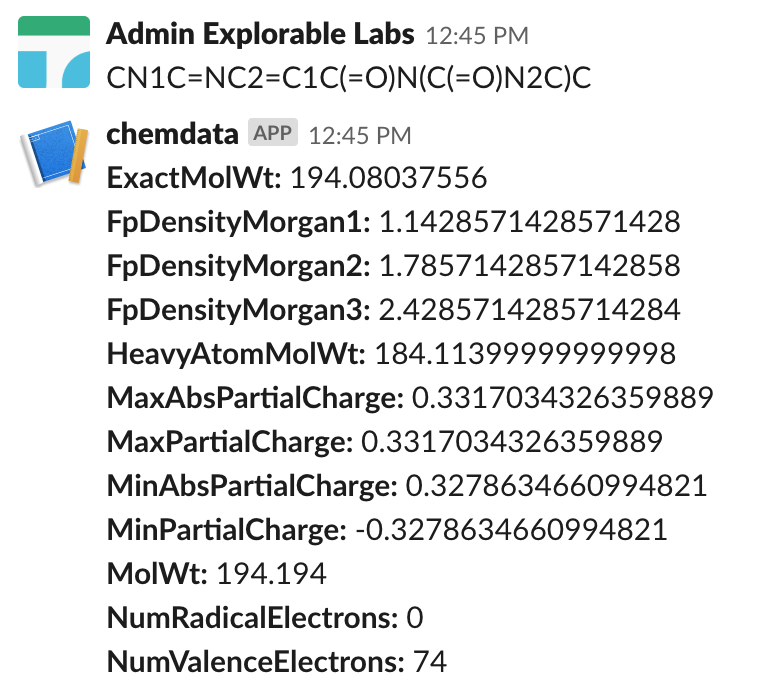 Admin Explorable Labs 12:45 PM
CN1C=NC2=C1C(=O)N(C(=O)N2C)C
chemdata APP 12:45 PM
ExactMolWt: 194.08037556
FpDensityMorgan1: 1.1428571428571428
FpDensityMorgan2: 1.7857142857142858
FpDensityMorgan3: 2.4285714285714284
HeavyAtomMolWt: 184.11399999999998
MaxAbsPartialCharge: 0.3317034326359889
MaxPartialCharge: 0.3317034326359889
MinAbsPartialCharge: 0.3278634660994821
MinPartialCharge: -0.3278634660994821
MolWt: 194.194
NumRadicalElectrons: 0
NumValenceElectrons: 74